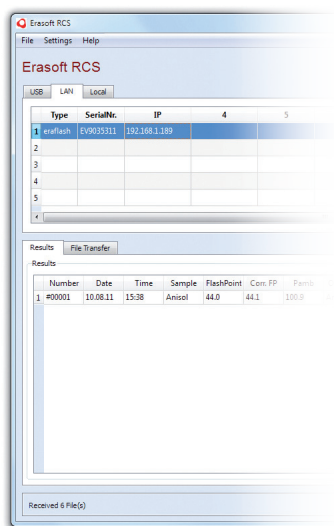 Erasoft RCS
File Settings Help
Erasoft RCS
USB LAN Local
Type SerialNr. IP 4 5
1 eraflash EV9035311 192.168.1.189
2
3
4
5
Results File Transfer
Results
Number Date Time Sample FlashPoint Corr. FP Pamb
1 #00001 10.08.11 15:38 Anisol 44.0 44.1 100.9
Received 6 File(s)